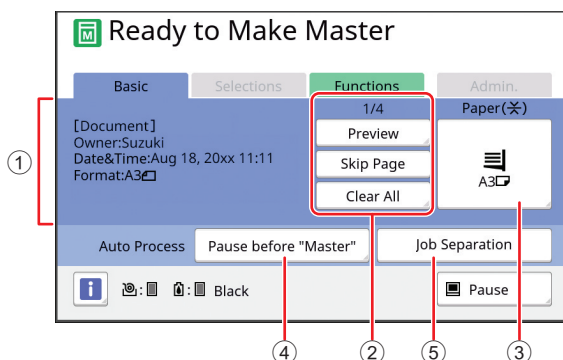 Ready to Make Master
Basic Selections Functions Admin.
1/4 Paper(⚹)
[Document]
Owner:Suzuki
Date&Time:Aug 18, 20xx 11:11
Format:A3
Preview
Skip Page
Clear All
A3
①
Auto Process Pause before "Master" Job Separation
i : : Black Pause
④ ② ⑤ ③